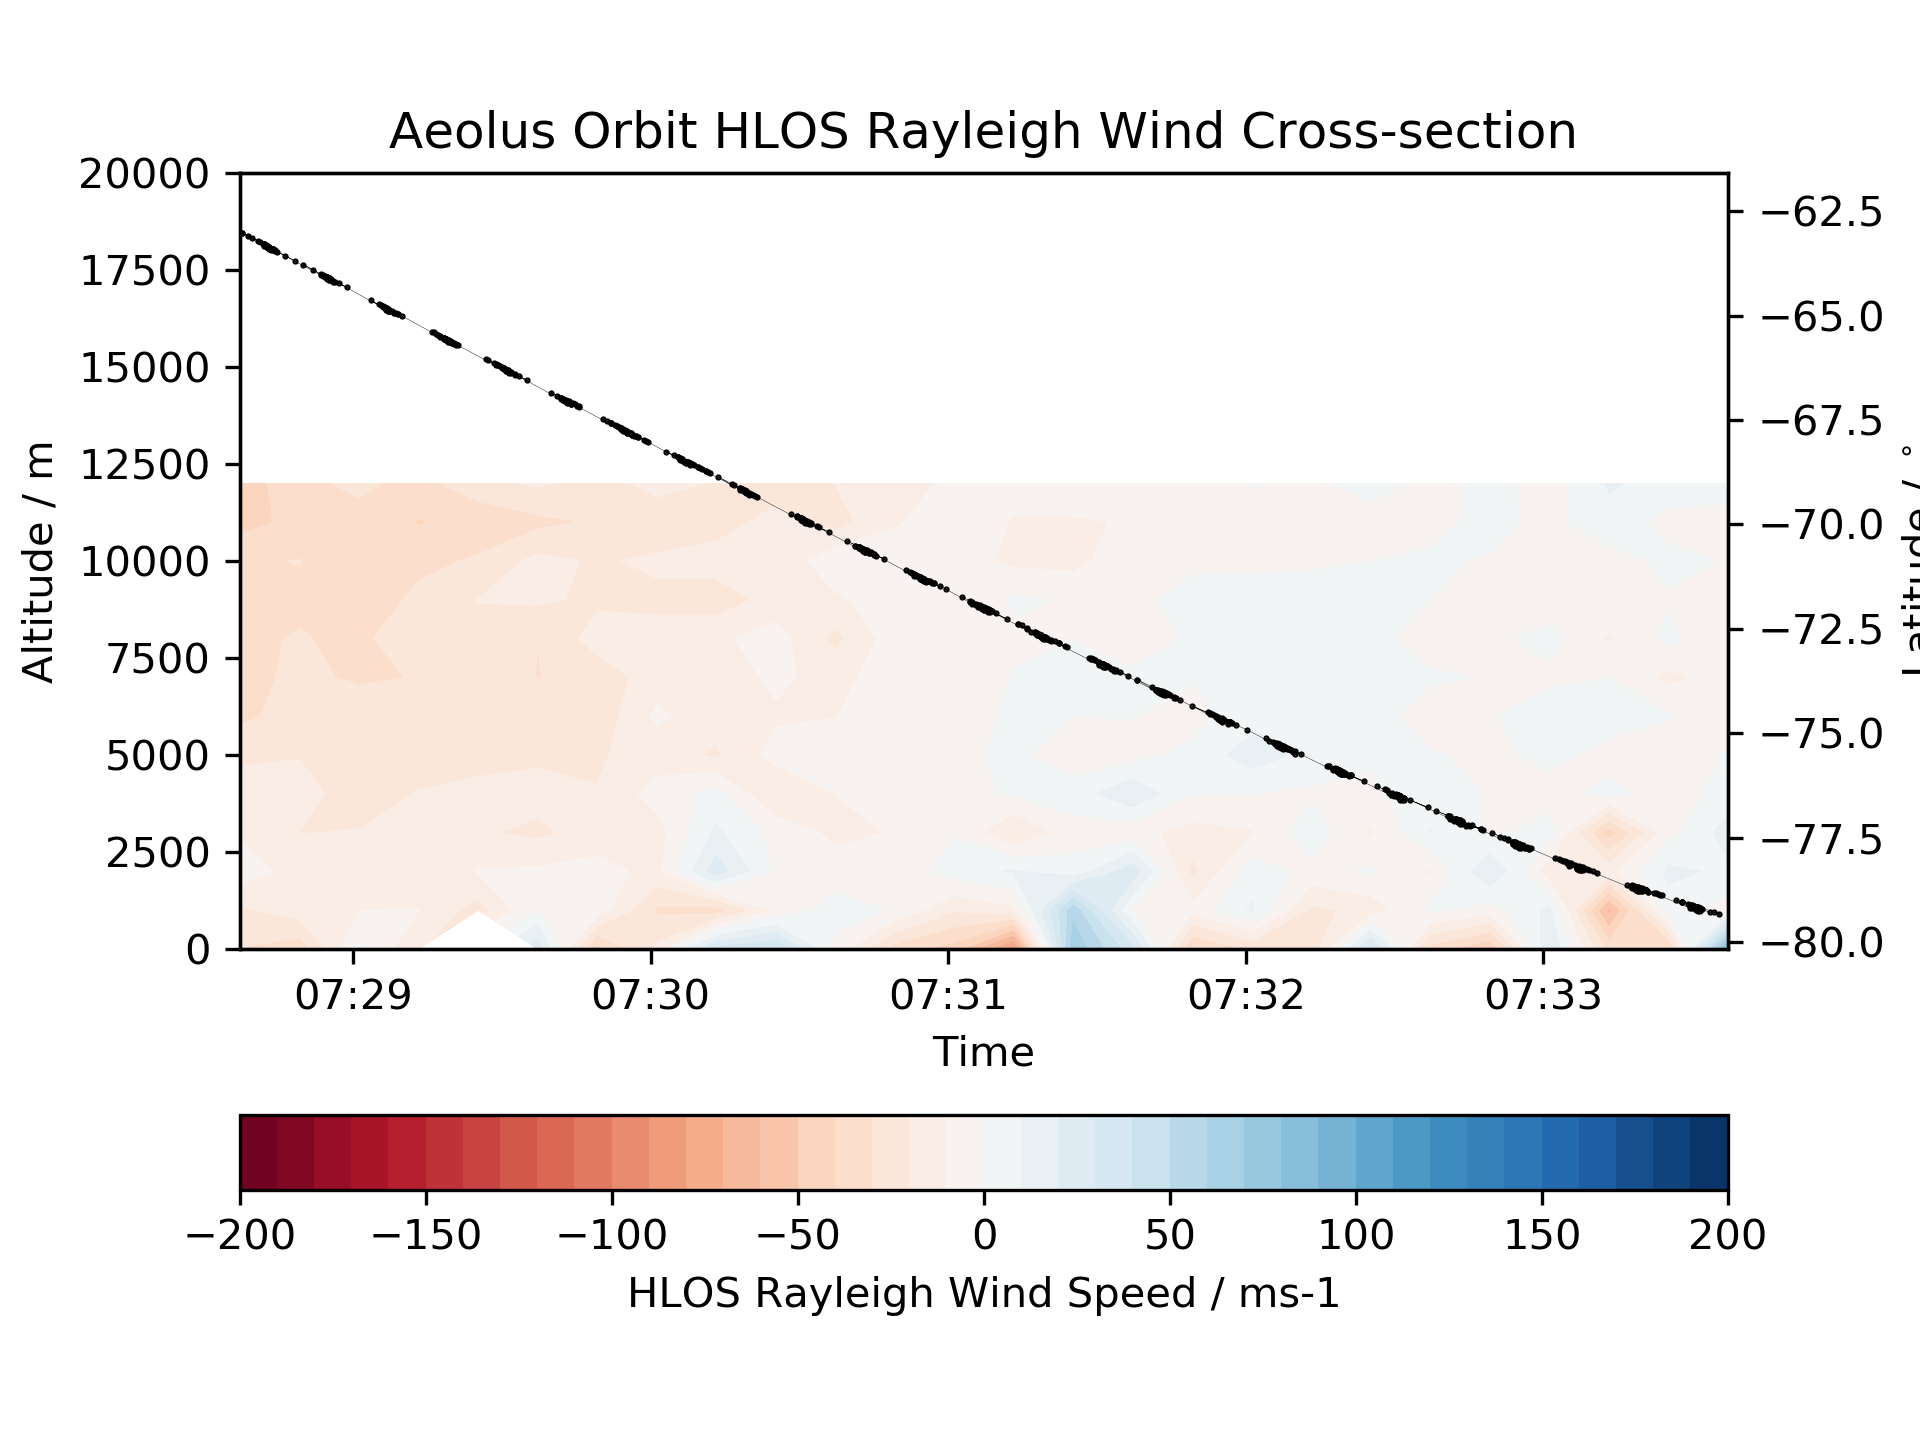 Aeolus Orbit HLOS Rayleigh Wind Cross-section
20000
17500
15000
12500
10000
7500
5000
2500
0
Altitude / m
−62.5
−65.0
−67.5
−70.0
−72.5
−75.0
−77.5
−80.0
Latitude / °
07:29 07:30 07:31 07:32 07:33
Time
−200 −150 −100 −50 0 50 100 150 200
HLOS Rayleigh Wind Speed / ms-1